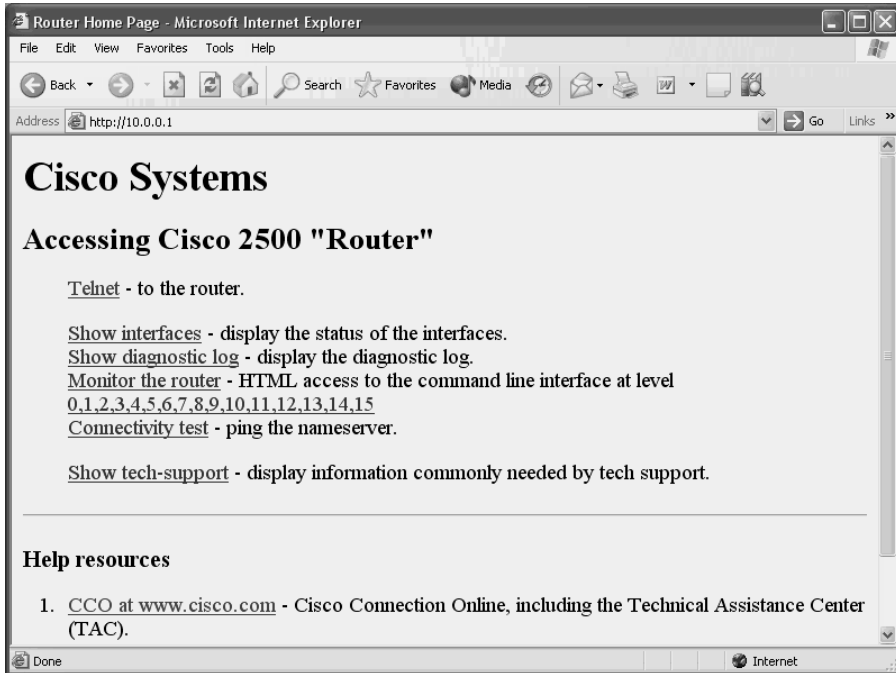 Router Home Page - Microsoft Internet Explorer
File Edit View Favorites Tools Help
Back Search Favorites Media
Address http://10.0.0.1 Go Links »
Cisco Systems
Accessing Cisco 2500 "Router"
Telnet - to the router.
Show interfaces - display the status of the interfaces.
Show diagnostic log - display the diagnostic log.
Monitor the router - HTML access to the command line interface at level
0,1,2,3,4,5,6,7,8,9,10,11,12,13,14,15
Connectivity test - ping the nameserver.
Show tech-support - display information commonly needed by tech support.
Help resources
1. CCO at www.cisco.com - Cisco Connection Online, including the Technical Assistance Center
(TAC).
Done Internet